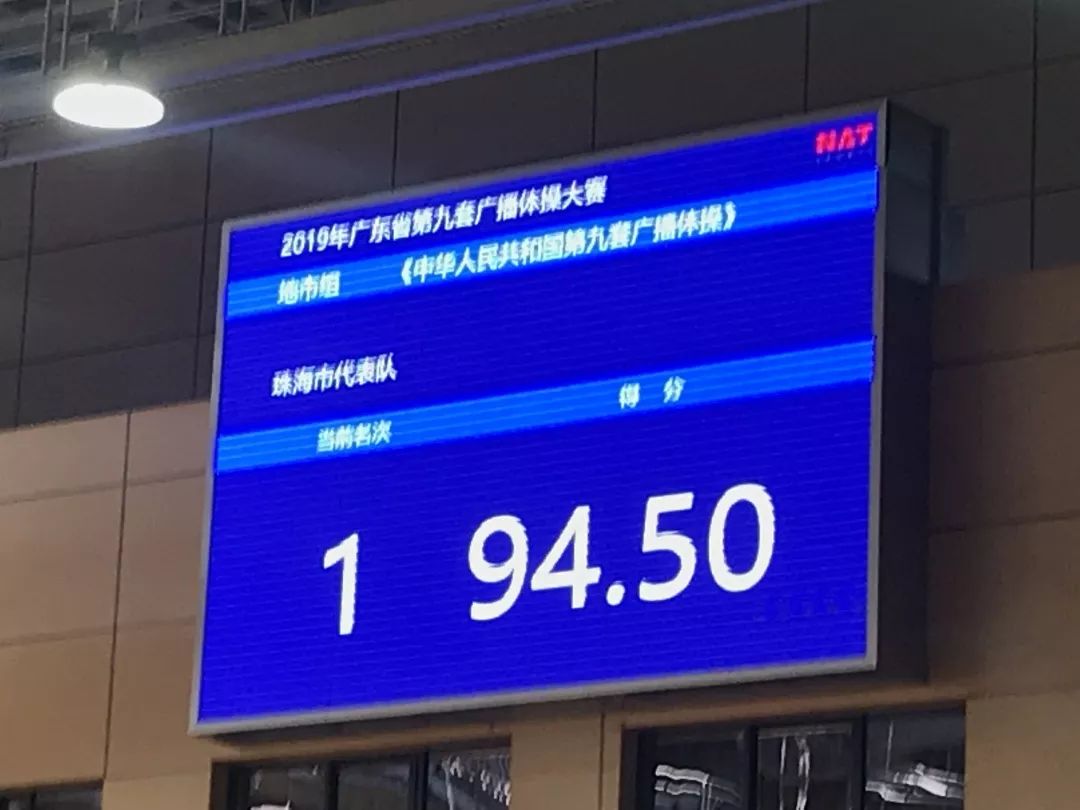 NAT
2019年广东省第九套广播体操大赛
地市组 《中华人民共和国第九套广播体操》
珠海市代表队
当前名次 得 分
1 94.50